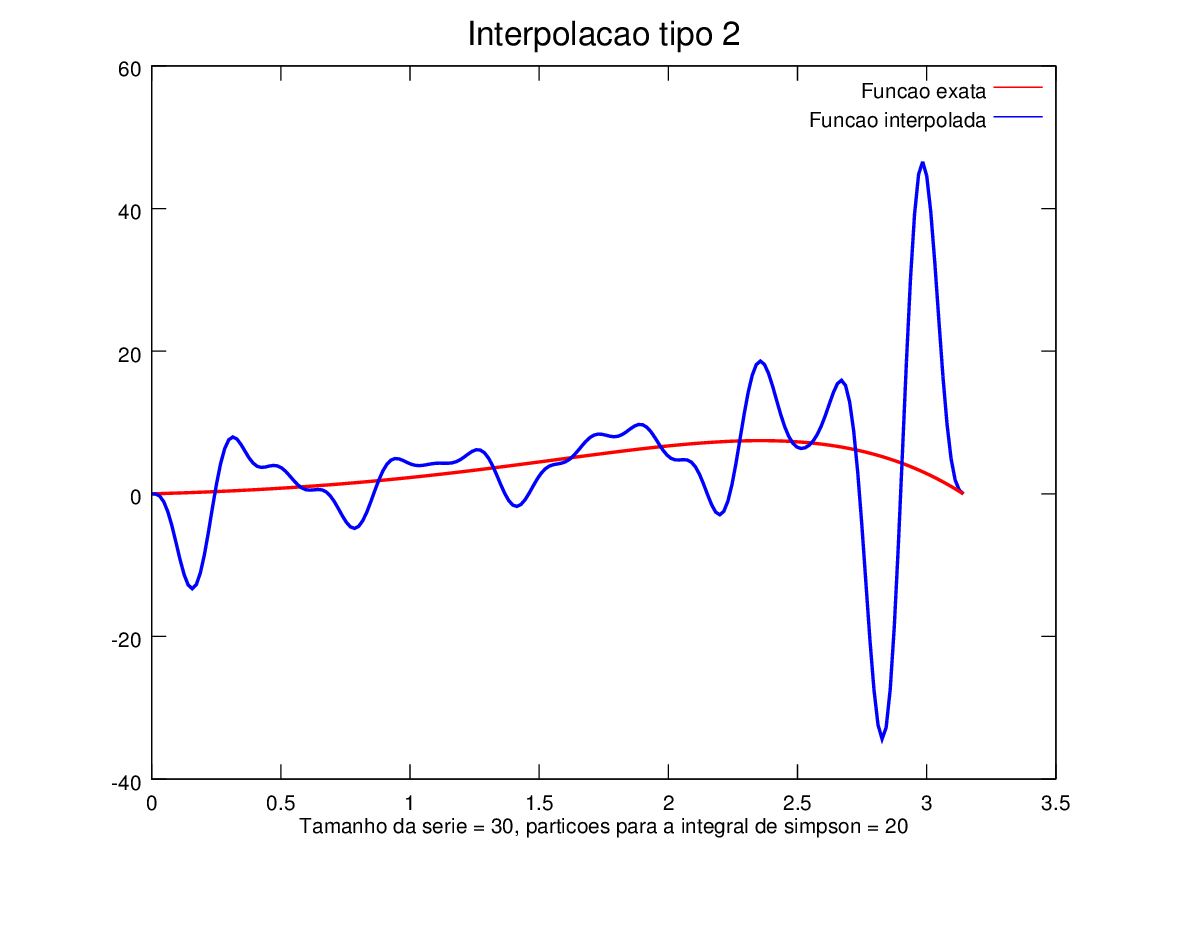 Interpolacao tipo 2
60
40
20
0
-20
-40
Funcao exata
Funcao interpolada
0 0.5 1 1.5 2 2.5 3 3.5
Tamanho da serie = 30, particoes para a integral de simpson = 20